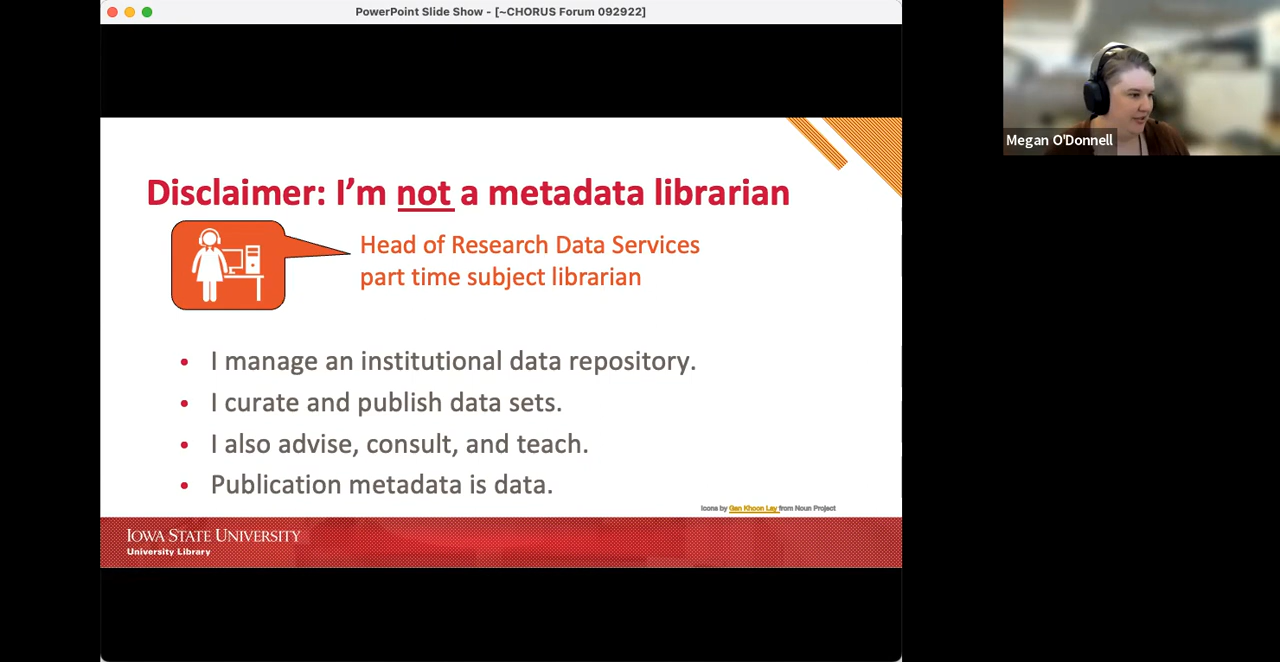 PowerPoint Slide Show - [~CHORUS Forum 092922]
Megan O'Donnell
Disclaimer: I'm not a metadata librarian
Head of Research Data Services
part time subject librarian
• I manage an institutional data repository.
• I curate and publish data sets.
• I also advise, consult, and teach.
• Publication metadata is data.
Icons by Gan Khoon Lay from Noun Project
IOWA STATE UNIVERSITY
University Library